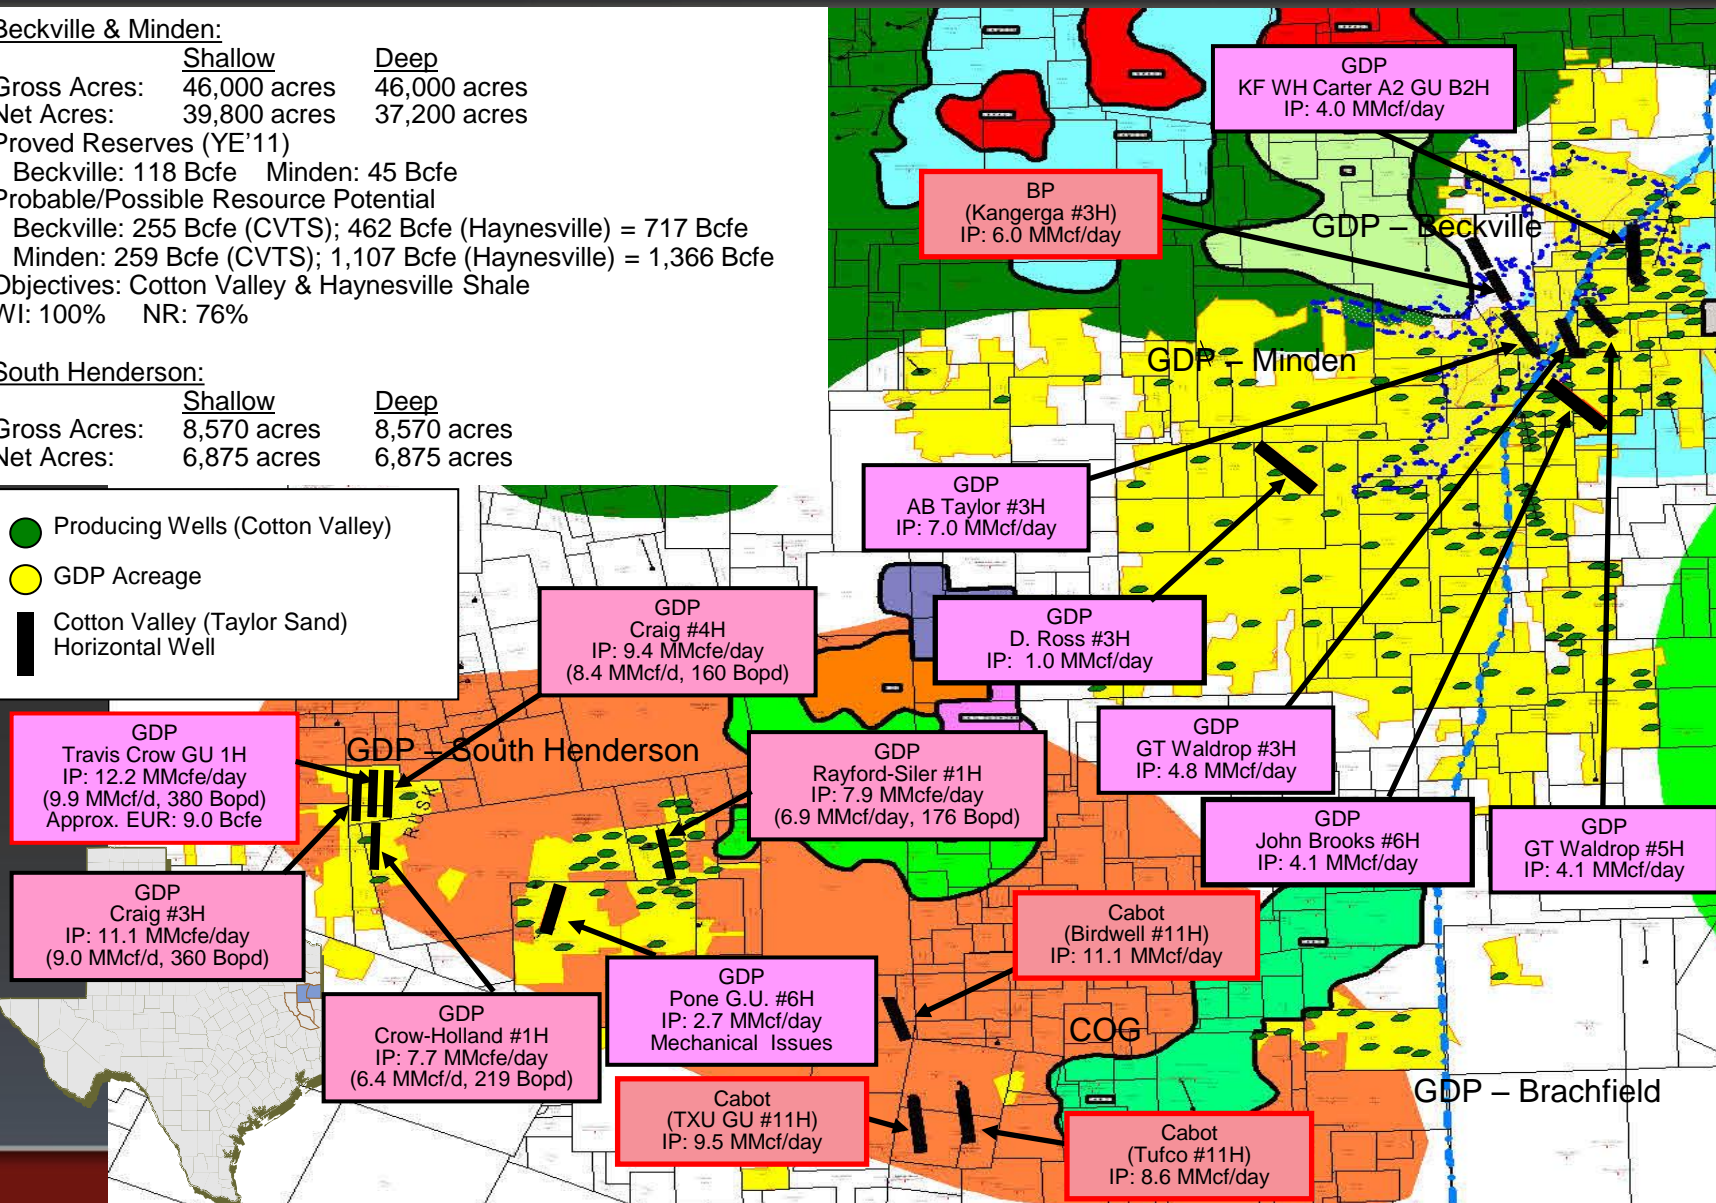 Beckville & Minden:
Shallow Deep
Gross Acres: 46,000 acres 46,000 acres
Net Acres: 39,800 acres 37,200 acres
Proved Reserves (YE'11)
Beckville: 118 Bcfe Minden: 45 Bcfe
Probable/Possible Resource Potential
Beckville: 255 Bcfe (CVTS); 462 Bcfe (Haynesville) = 717 Bcfe
Minden: 259 Bcfe (CVTS); 1,107 Bcfe (Haynesville) = 1,366 Bcfe
Objectives: Cotton Valley & Haynesville Shale
WI: 100% NR: 76%
South Henderson:
Shallow Deep
Gross Acres: 8,570 acres 8,570 acres
Net Acres: 6,875 acres 6,875 acres
Producing Wells (Cotton Valley)
GDP Acreage
Cotton Valley (Taylor Sand)
Horizontal Well
GDP
KF WH Carter A2 GU B2H
IP: 4.0 MMcf/day
BP
(Kangerga #3H)
IP: 6.0 MMcf/day
GDP – Beckville
GDP – Minden
GDP
AB Taylor #3H
IP: 7.0 MMcf/day
GDP
D. Ross #3H
IP: 1.0 MMcf/day
GDP
Craig #4H
IP: 9.4 MMcfe/day
(8.4 MMcf/d, 160 Bopd)
GDP
Travis Crow GU 1H
IP: 12.2 MMcfe/day
(9.9 MMcf/d, 380 Bopd)
Approx. EUR: 9.0 Bcfe
GDP – South Henderson
RUSK
GDP
Rayford-Siler #1H
IP: 7.9 MMcfe/day
(6.9 MMcf/day, 176 Bopd)
GDP
GT Waldrop #3H
IP: 4.8 MMcf/day
GDP
John Brooks #6H
IP: 4.1 MMcf/day
GDP
GT Waldrop #5H
IP: 4.1 MMcf/day
GDP
Craig #3H
IP: 11.1 MMcfe/day
(9.0 MMcf/d, 360 Bopd)
GDP
Crow-Holland #1H
IP: 7.7 MMcfe/day
(6.4 MMcf/d, 219 Bopd)
GDP
Pone G.U. #6H
IP: 2.7 MMcf/day
Mechanical Issues
Cabot
(Birdwell #11H)
IP: 11.1 MMcf/day
COG
GDP – Brachfield
Cabot
(TXU GU #11H)
IP: 9.5 MMcf/day
Cabot
(Tufco #11H)
IP: 8.6 MMcf/day